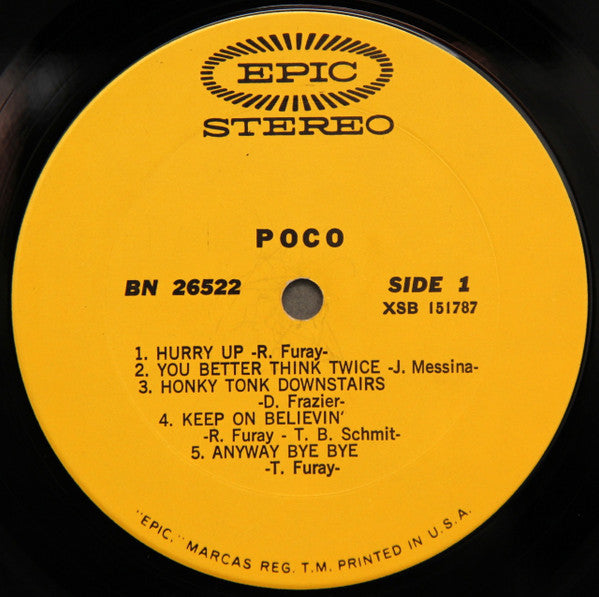 EPIC
STEREO
POCO
BN 26522
SIDE 1
XSB 151787
1. HURRY UP -R. Furay-
2. YOU BETTER THINK TWICE -J. Messina-
3. HONKY TONK DOWNSTAIRS
-D. Frazier-
4. KEEP ON BELIEVIN'
-R. Furay - T. B. Schmit-
5. ANYWAY BYE BYE
-T. Furay-
"EPIC," MARCAS REG. T.M. PRINTED IN U.S.A.